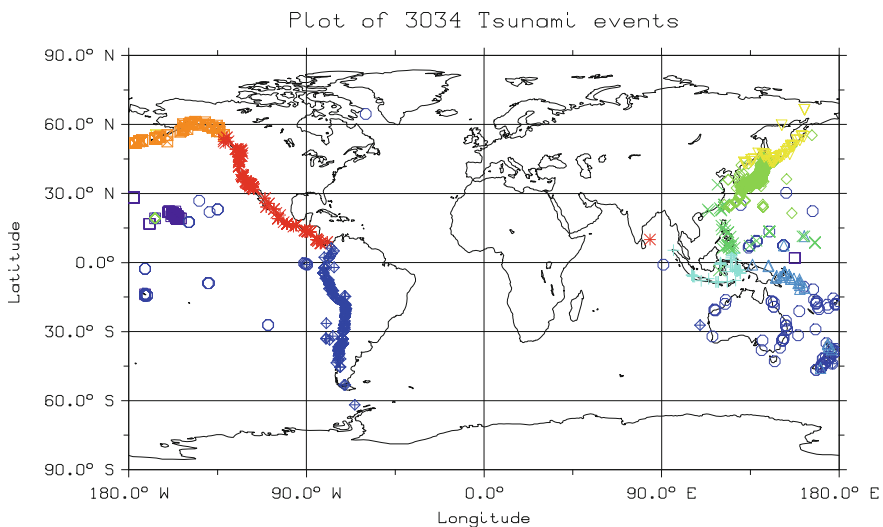 Plot of 3034 Tsunami events
90.0° N
60.0° N
30.0° N
0.0°
30.0° S
60.0° S
90.0° S
Latitude
180.0° W 90.0° W 0.0° 90.0° E 180.0° E
Longitude